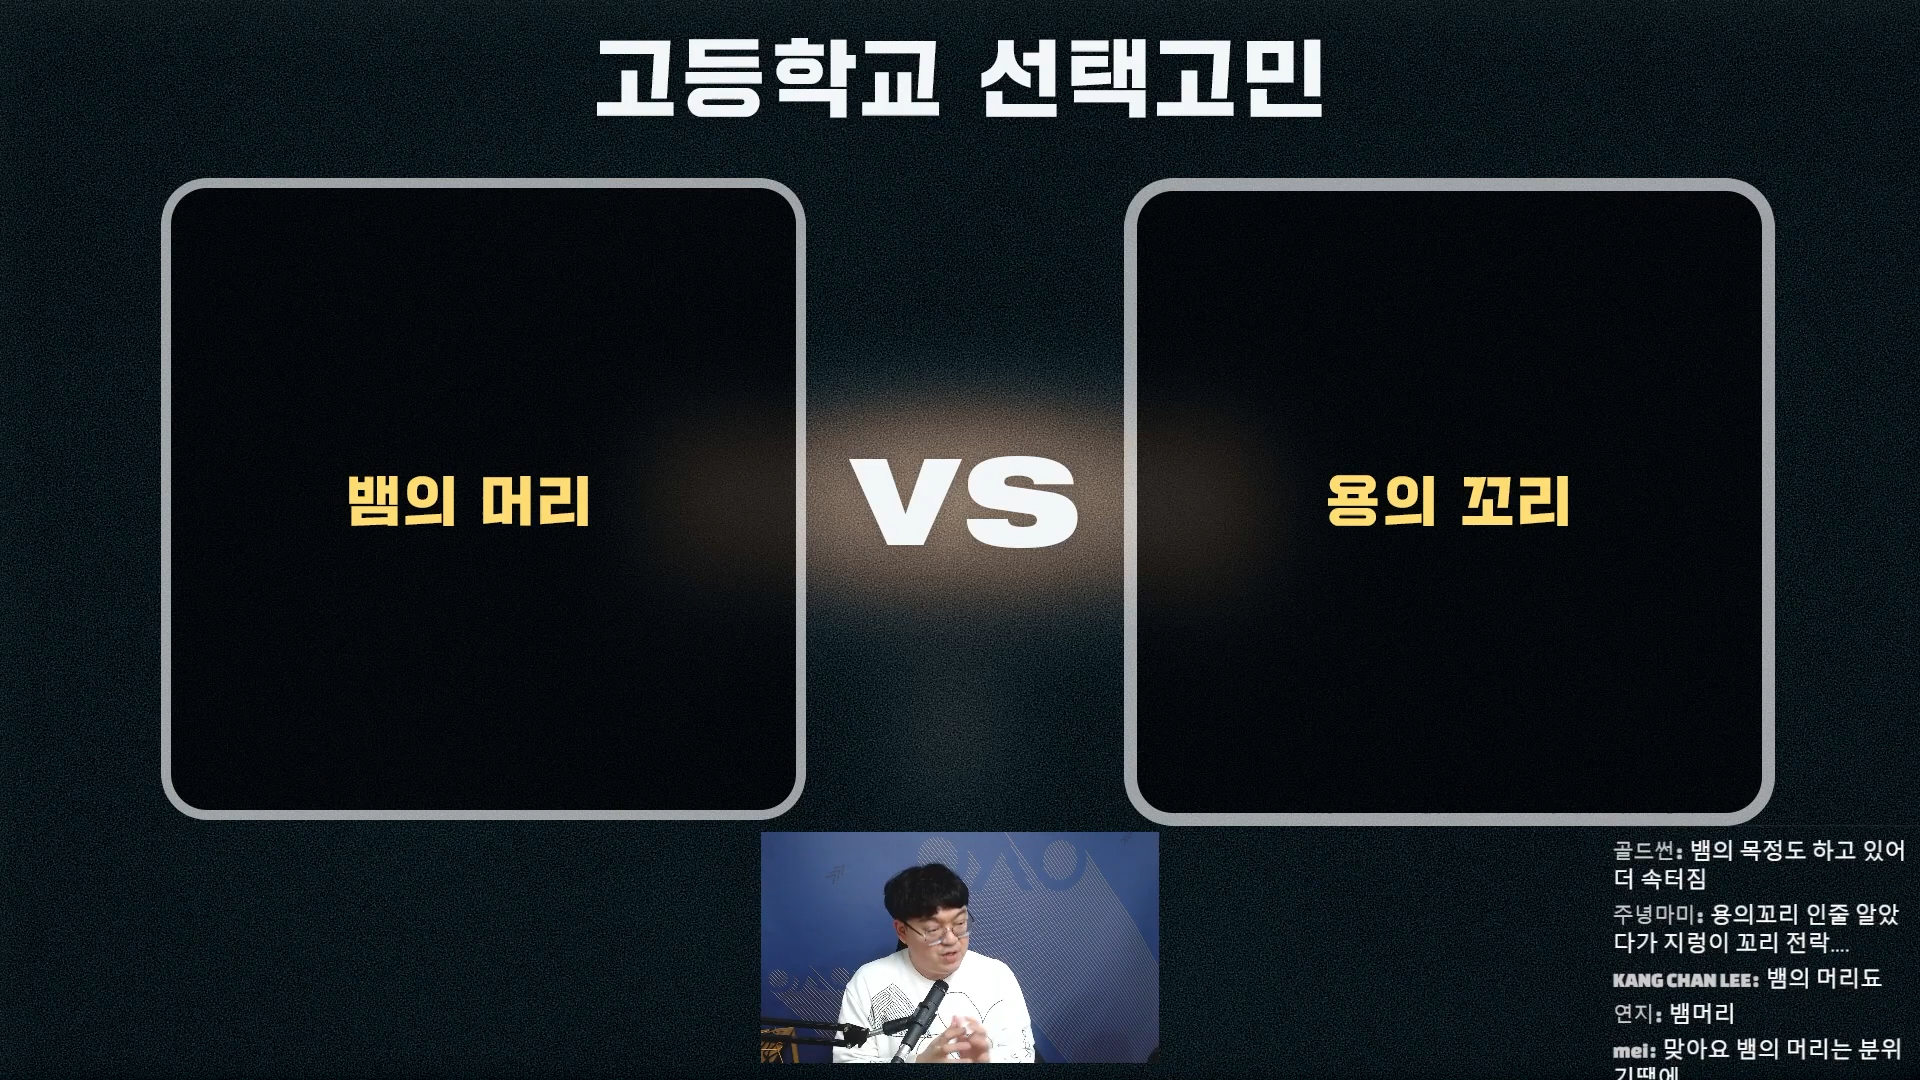 고등학교 선택고민
뱀의 머리
VS
용의 꼬리
골드썬: 뱀의 목정도 하고 있어
더 속터짐
주녕마미: 용의꼬리 인줄 알았
다가 지렁이 꼬리 전락....
KANG CHAN LEE: 뱀의 머리됴
연지: 뱀머리
mei: 맞아요 뱀의 머리는 분위
기땜에